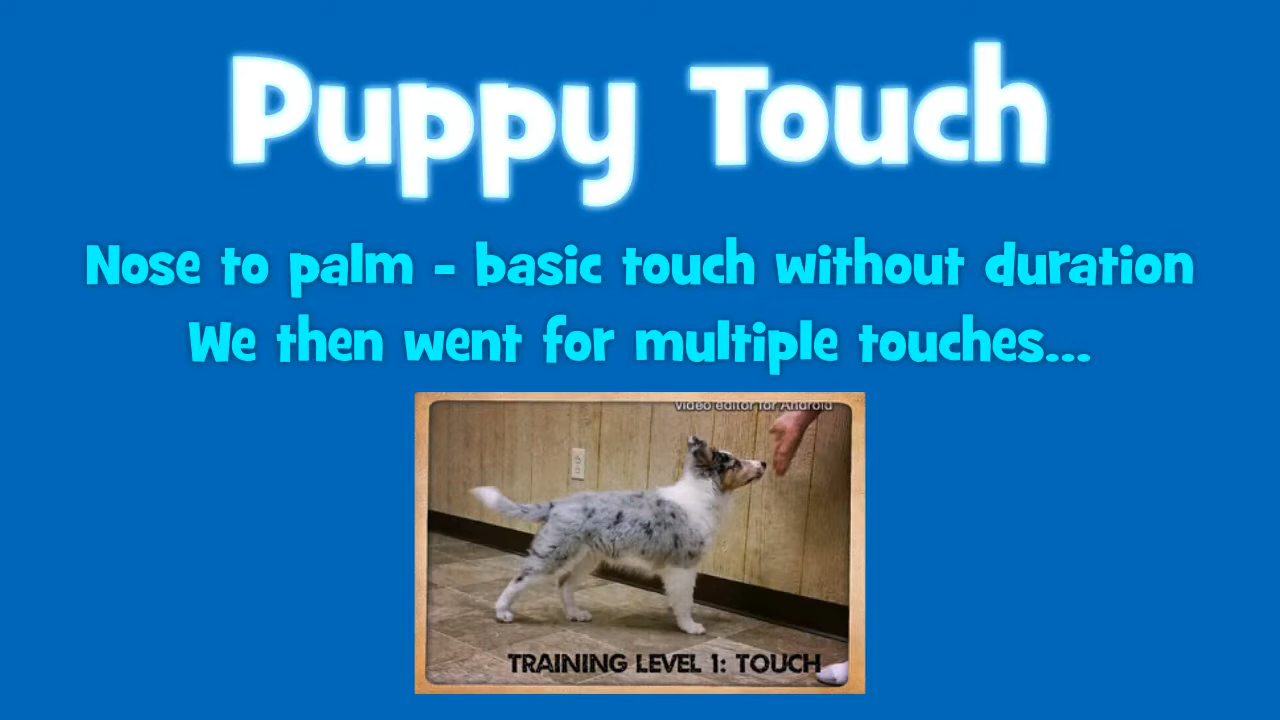 Puppy Touch
Nose to palm - basic touch without duration
We then went for multiple touches...
Video editor for Android
TRAINING LEVEL 1: TOUCH